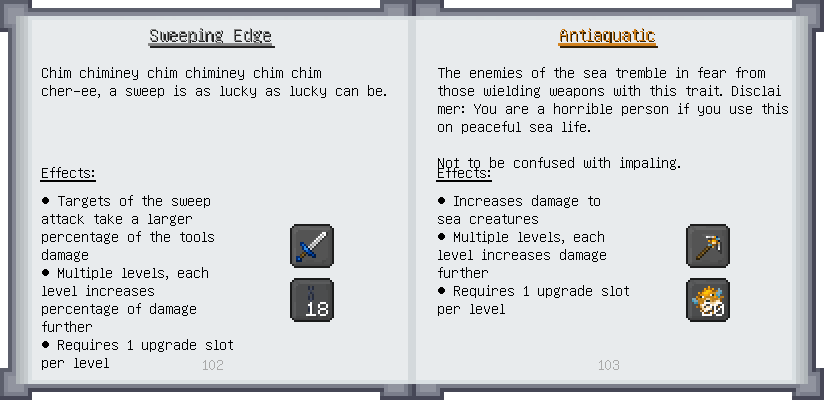 Sweeping Edge
Chim chiminey chim chiminey chim chim
cher-ee, a sweep is as lucky as lucky can be.
Effects:
● Targets of the sweep
attack take a larger
percentage of the tools
damage
● Multiple levels, each
level increases
percentage of damage
further
● Requires 1 upgrade slot
per level
18
102
Antiaquatic
The enemies of the sea tremble in fear from
those wielding weapons with this trait. Disclai
mer: You are a horrible person if you use this
on peaceful sea life.
Not to be confused with impaling.
Effects:
● Increases damage to
sea creatures
● Multiple levels, each
level increases damage
further
● Requires 1 upgrade slot
per level
20
103